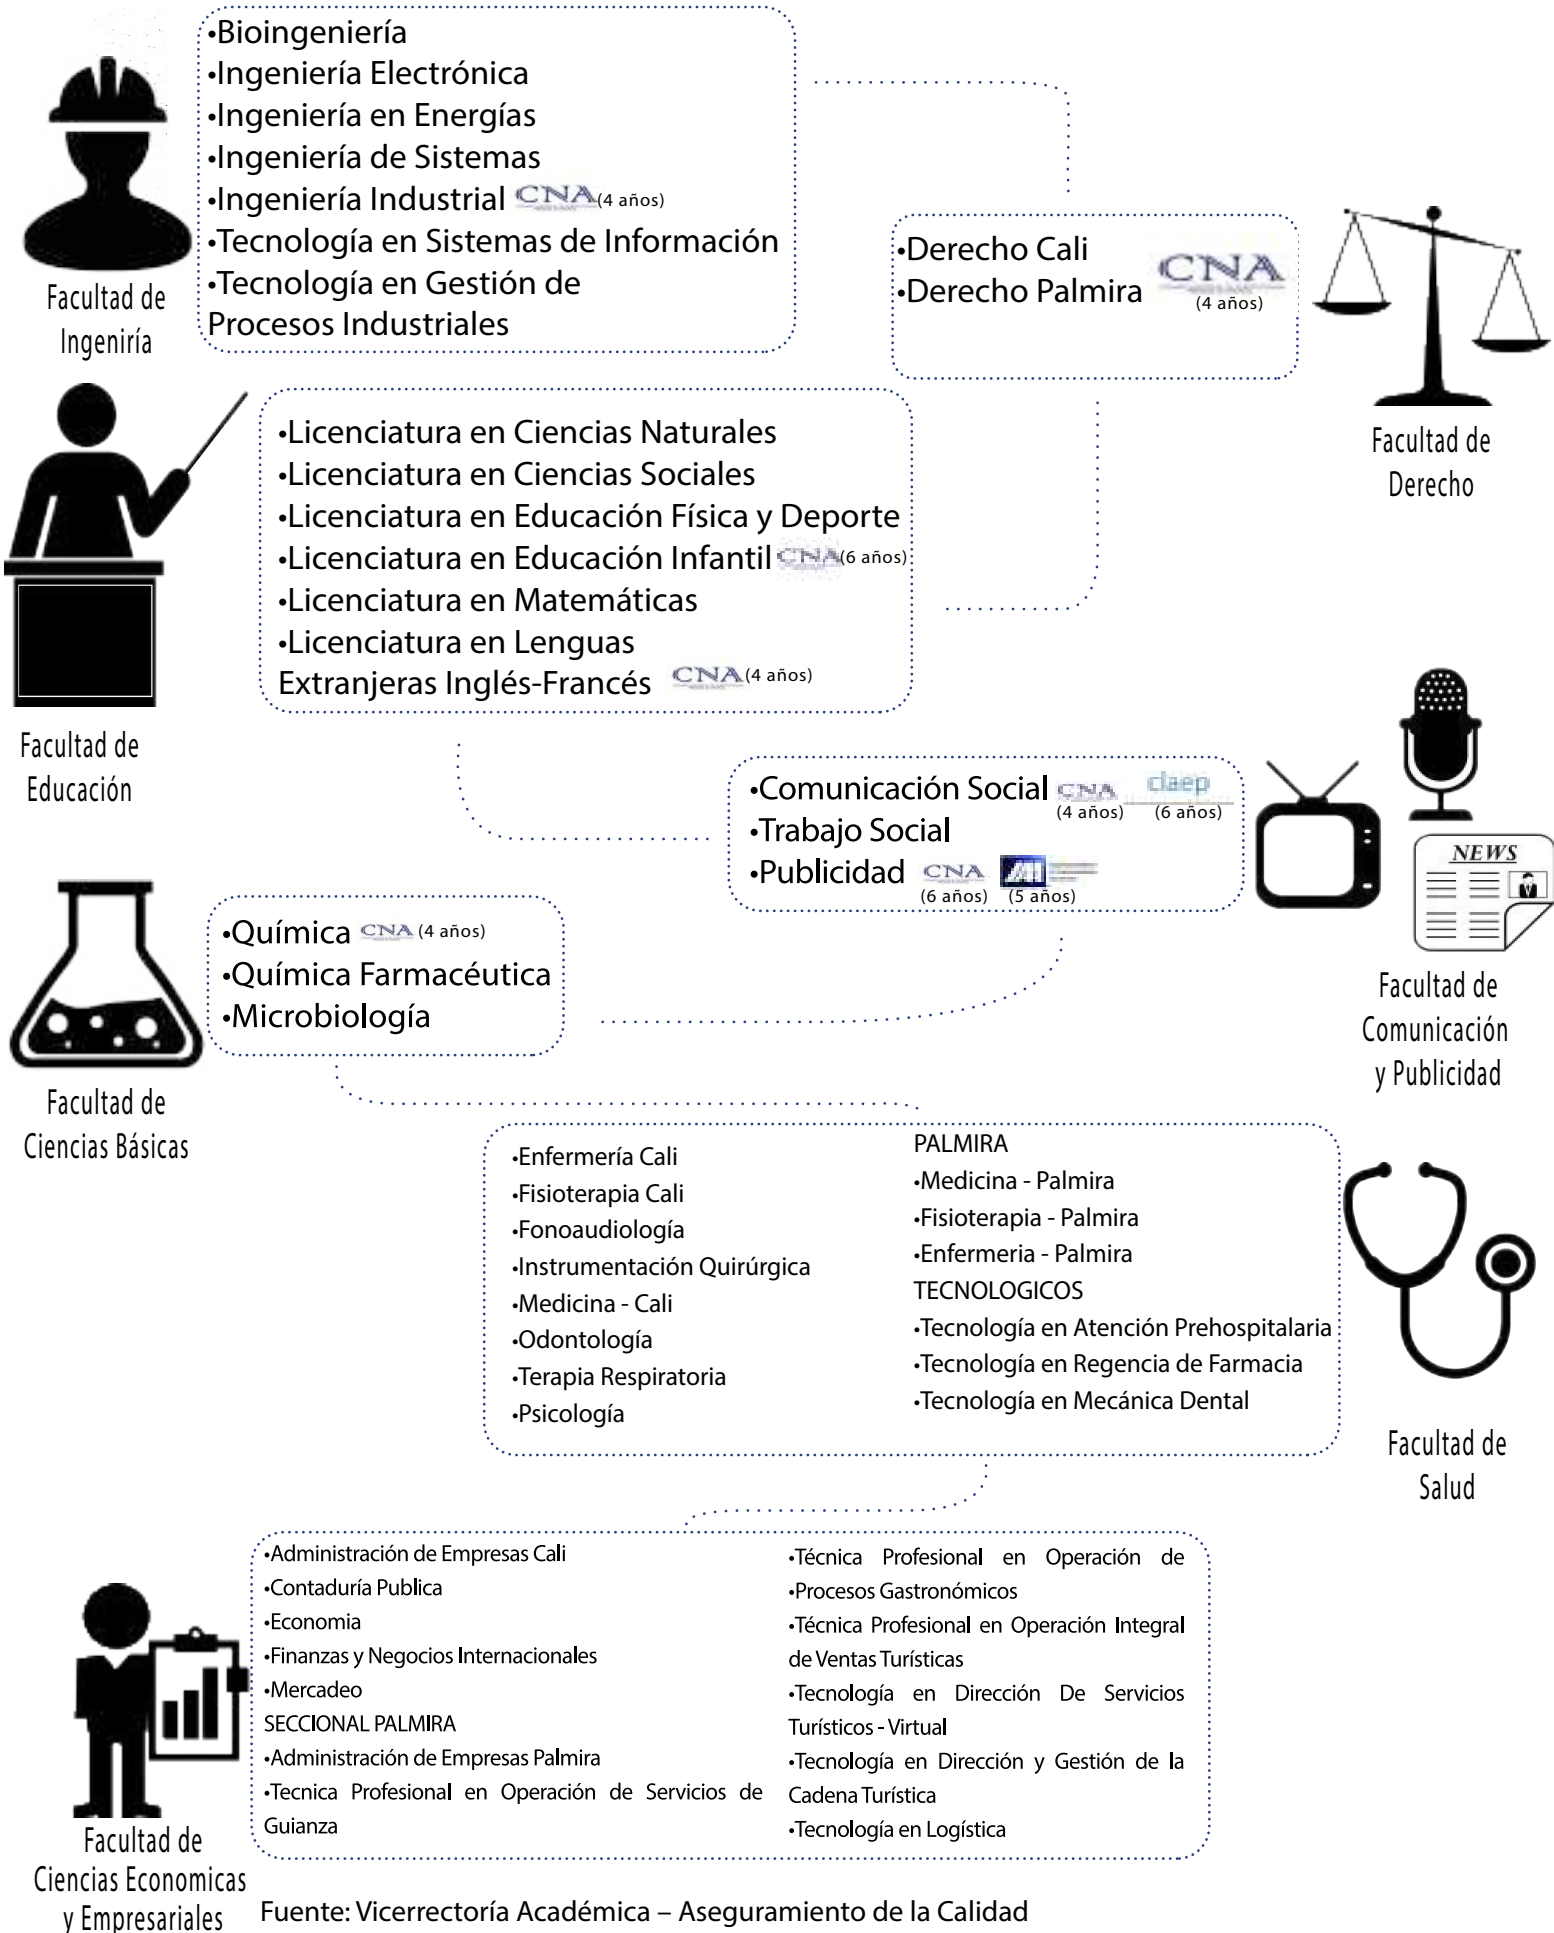 •Bioingeniería
•Ingeniería Electrónica
•Ingeniería en Energías
•Ingeniería de Sistemas
•Ingeniería Industrial CNA (4 años)
•Tecnología en Sistemas de Información
•Tecnología en Gestión de
Procesos Industriales
Facultad de
Ingeniría
•Derecho Cali
•Derecho Palmira CNA
(4 años)
Facultad de
Derecho
•Licenciatura en Ciencias Naturales
•Licenciatura en Ciencias Sociales
•Licenciatura en Educación Física y Deporte
•Licenciatura en Educación Infantil CNA (6 años)
•Licenciatura en Matemáticas
•Licenciatura en Lenguas
Extranjeras Inglés-Francés CNA (4 años)
Facultad de
Educación
•Comunicación Social CNA claep
(4 años) (6 años)
•Trabajo Social
•Publicidad CNA
(6 años) (5 años)
NEWS
Facultad de
Comunicación
y Publicidad
•Química CNA (4 años)
•Química Farmacéutica
•Microbiología
Facultad de
Ciencias Básicas
•Enfermería Cali
•Fisioterapia Cali
•Fonoaudiología
•Instrumentación Quirúrgica
•Medicina - Cali
•Odontología
•Terapia Respiratoria
•Psicología
PALMIRA
•Medicina - Palmira
•Fisioterapia - Palmira
•Enfermeria - Palmira
TECNOLOGICOS
•Tecnología en Atención Prehospitalaria
•Tecnología en Regencia de Farmacia
•Tecnología en Mecánica Dental
Facultad de
Salud
•Administración de Empresas Cali
•Contaduría Publica
•Economia
•Finanzas y Negocios Internacionales
•Mercadeo
SECCIONAL PALMIRA
•Administración de Empresas Palmira
•Tecnica Profesional en Operación de Servicios de
Guianza
•Técnica Profesional en Operación de
•Procesos Gastronómicos
•Técnica Profesional en Operación Integral
de Ventas Turísticas
•Tecnología en Dirección De Servicios
Turísticos - Virtual
•Tecnología en Dirección y Gestión de la
Cadena Turística
•Tecnología en Logística
Facultad de
Ciencias Economicas
y Empresariales
Fuente: Vicerrectoría Académica – Aseguramiento de la Calidad